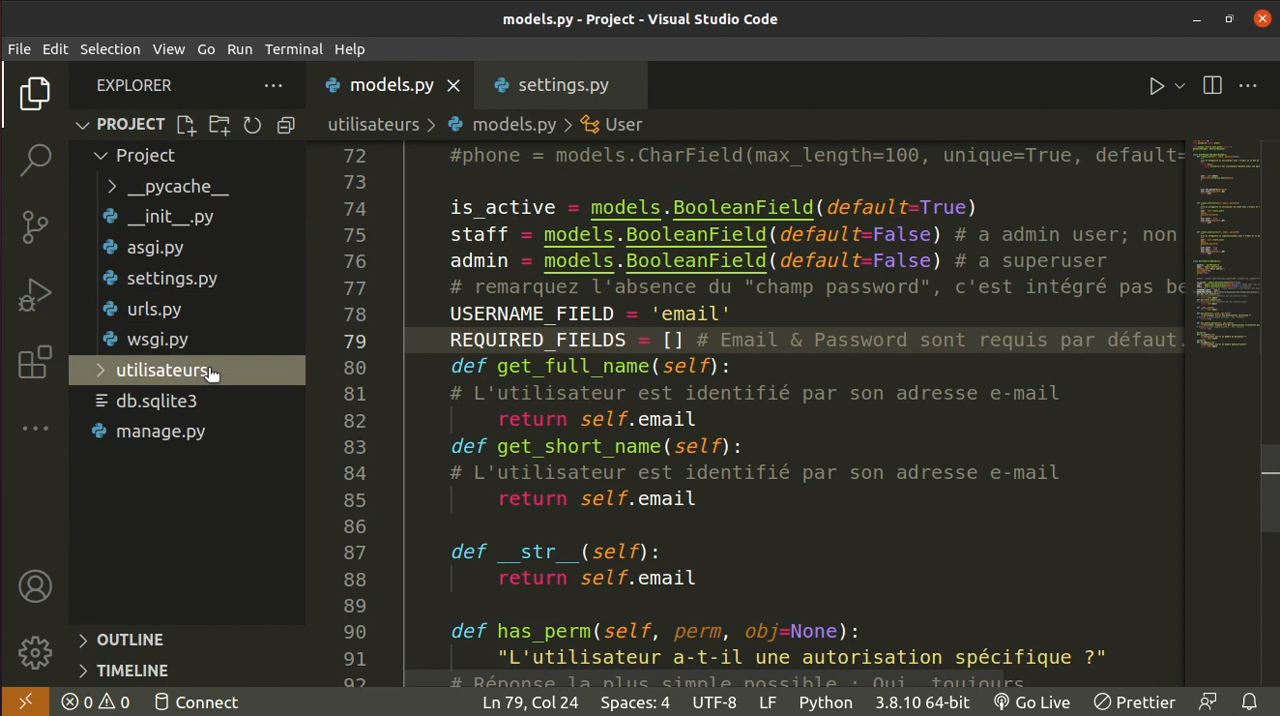 models.py - Project - Visual Studio Code
File Edit Selection View Go Run Terminal Help
EXPLORER
models.py
settings.py
PROJECT
utilisateurs > models.py > User
Project
__pycache__
__init__.py
asgi.py
settings.py
urls.py
wsgi.py
utilisateurs
db.sqlite3
manage.py
OUTLINE
TIMELINE
72 #phone = models.CharField(max_length=100, unique=True, default=
73
74 is_active = models.BooleanField(default=True)
75 staff = models.BooleanField(default=False) # a admin user; non
76 admin = models.BooleanField(default=False) # a superuser
77 # remarquez l'absence du "champ password", c'est intégré pas be
78 USERNAME_FIELD = 'email'
79 REQUIRED_FIELDS = [] # Email & Password sont requis par défaut.
80 def get_full_name(self):
81 # L'utilisateur est identifié par son adresse e-mail
82 return self.email
83 def get_short_name(self):
84 # L'utilisateur est identifié par son adresse e-mail
85 return self.email
86
87 def __str__(self):
88 return self.email
89
90 def has_perm(self, perm, obj=None):
91 "L'utilisateur a-t-il une autorisation spécifique ?"
92 # Réponse la plus simple possible : Oui, toujours
0 0 Connect Ln 79, Col 24 Spaces: 4 UTF-8 LF Python 3.8.10 64-bit Go Live Prettier